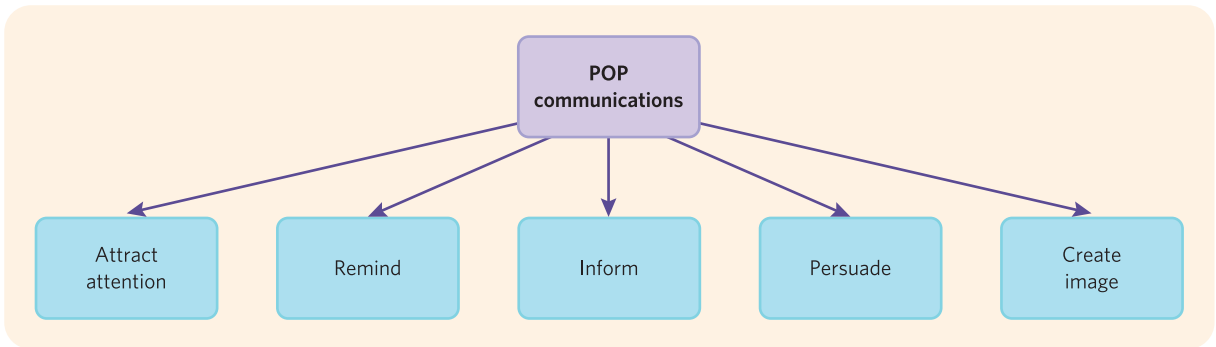 POP
communications
Attract
attention
Remind
Inform
Persuade
Create
image